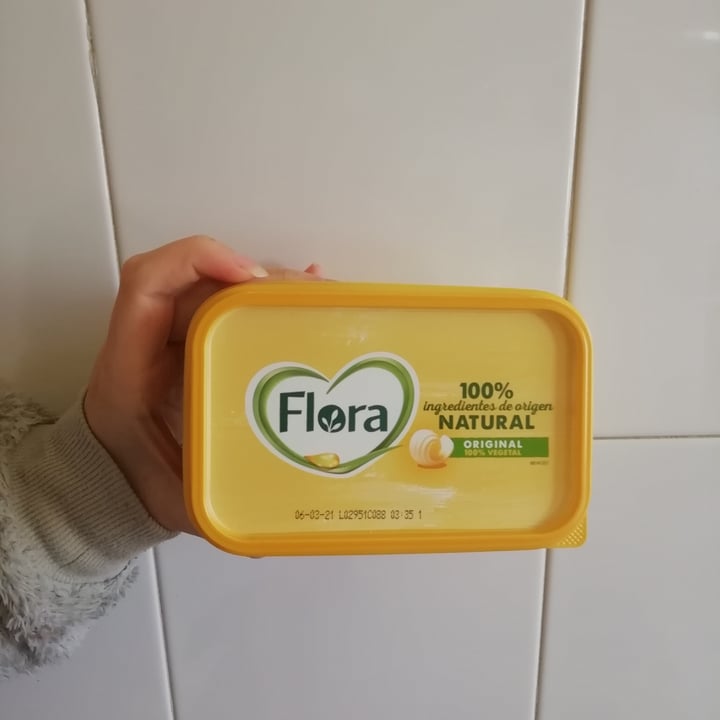 Flora
100%
ingredientes de origen
NATURAL
ORIGINAL
100% VEGETAL
06-03-21 L02951C088 03:35 1